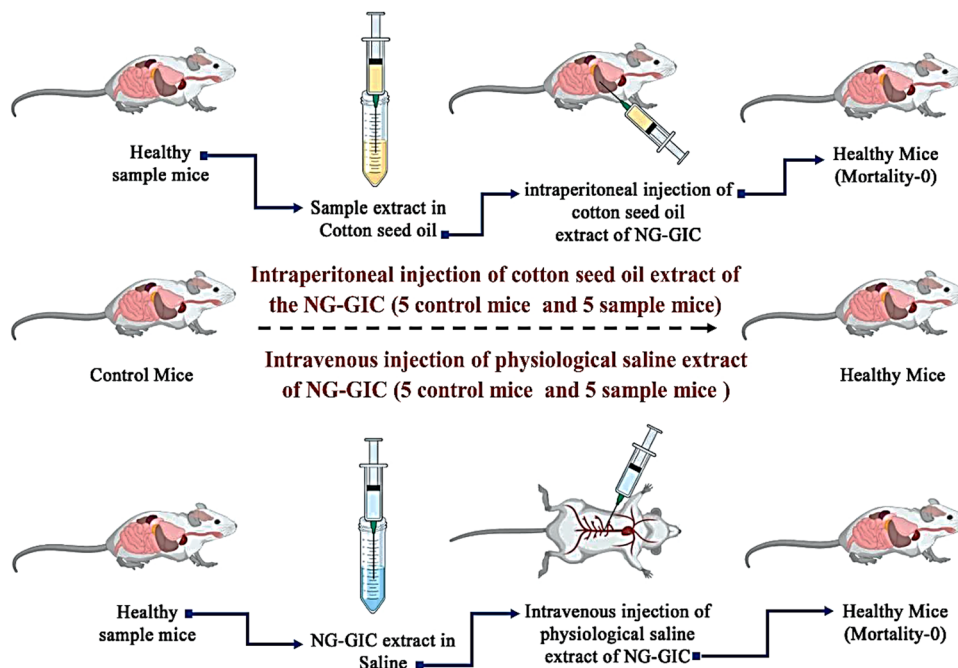 Healthy
sample mice
Sample extract in
Cotton seed oil
intraperitoneal injection of
cotton seed oil
extract of NG-GIC
Healthy Mice
(Mortality-0)
Intraperitoneal injection of cotton seed oil extract of
the NG-GIC (5 control mice and 5 sample mice)
Control Mice
Intravenous injection of physiological saline extract
of NG-GIC (5 control mice and 5 sample mice )
Healthy Mice
Healthy
sample mice
NG-GIC extract in
Saline
Intravenous injection of
physiological saline
extract of NG-GIC
Healthy Mice
(Mortality-0)